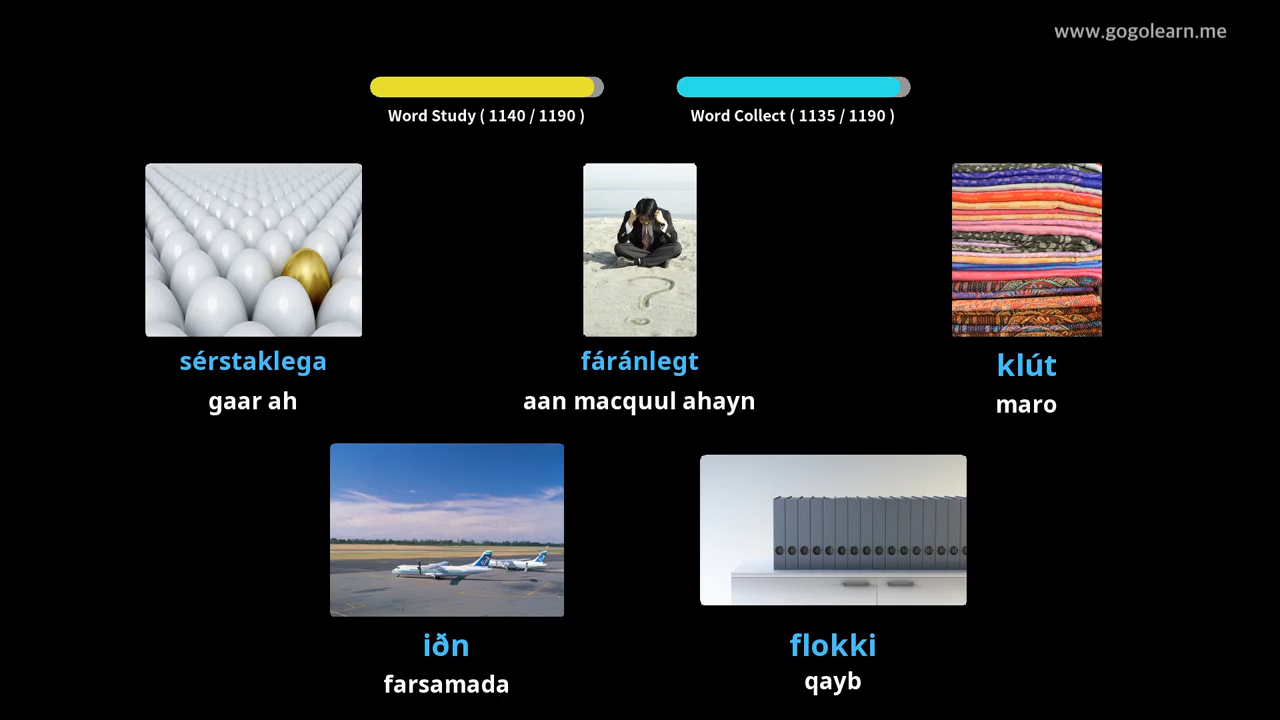 www.gogolearn.me
Word Study ( 1140 / 1190 )
Word Collect ( 1135 / 1190 )
sérstaklega
gaar ah
fáránlegt
aan macquul ahayn
klút
maro
iðn
farsamada
flokki
qayb